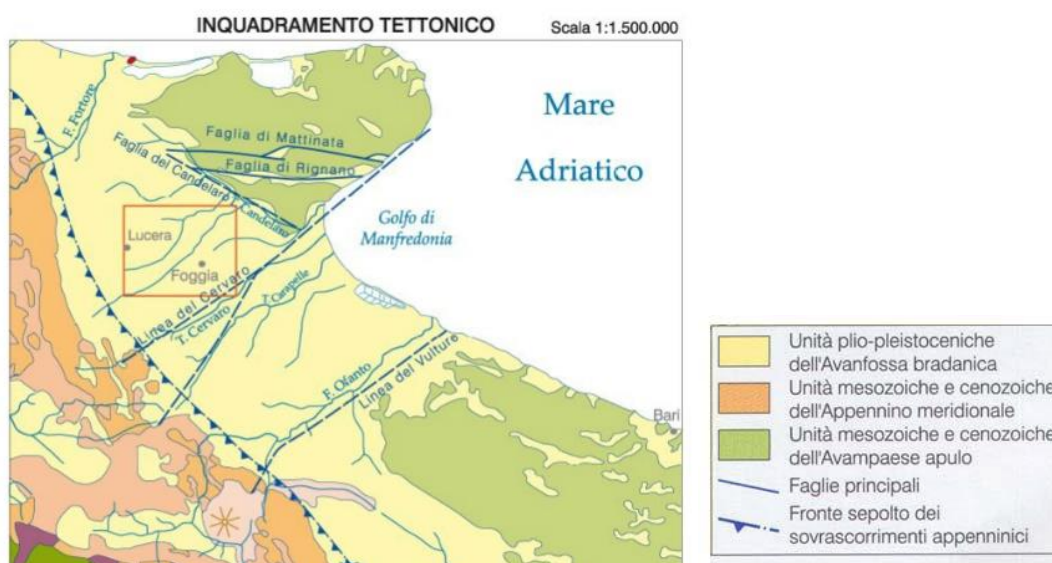 INQUADRAMENTO TETTONICO
Scala 1:1.500.000
Mare
Adriatico
F. Fortore
Faglia di Mattinata
Faglia di Rignano
Faglia del Candelaro
T. Candelaro
Golfo di
Manfredonia
Lucera
Foggia
Linea del Cervaro
T. Cervaro
T. Carapelle
F. Ofanto
Linea del Vulture
Bari
Unità plio-pleistoceniche
dell'Avanfossa bradanica
Unità mesozoiche e cenozoiche
dell'Appennino meridionale
Unità mesozoiche e cenozoiche
dell'Avampaese apulo
Faglie principali
Fronte sepolto dei
sovrascorrimenti appenninici